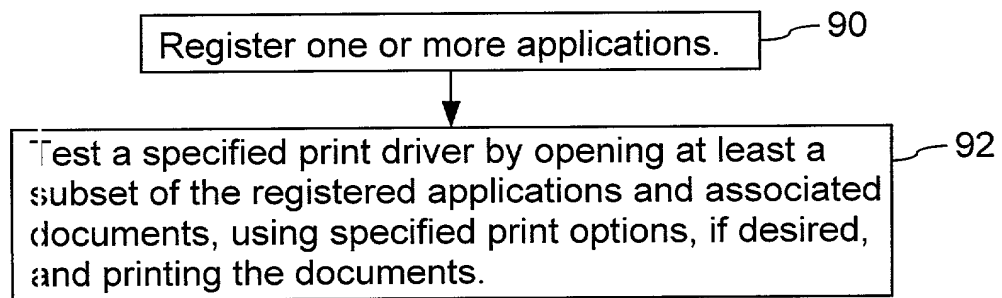 Register one or more applications.
90
Test a specified print driver by opening at least a
subset of the registered applications and associated
documents, using specified print options, if desired,
and printing the documents.
92